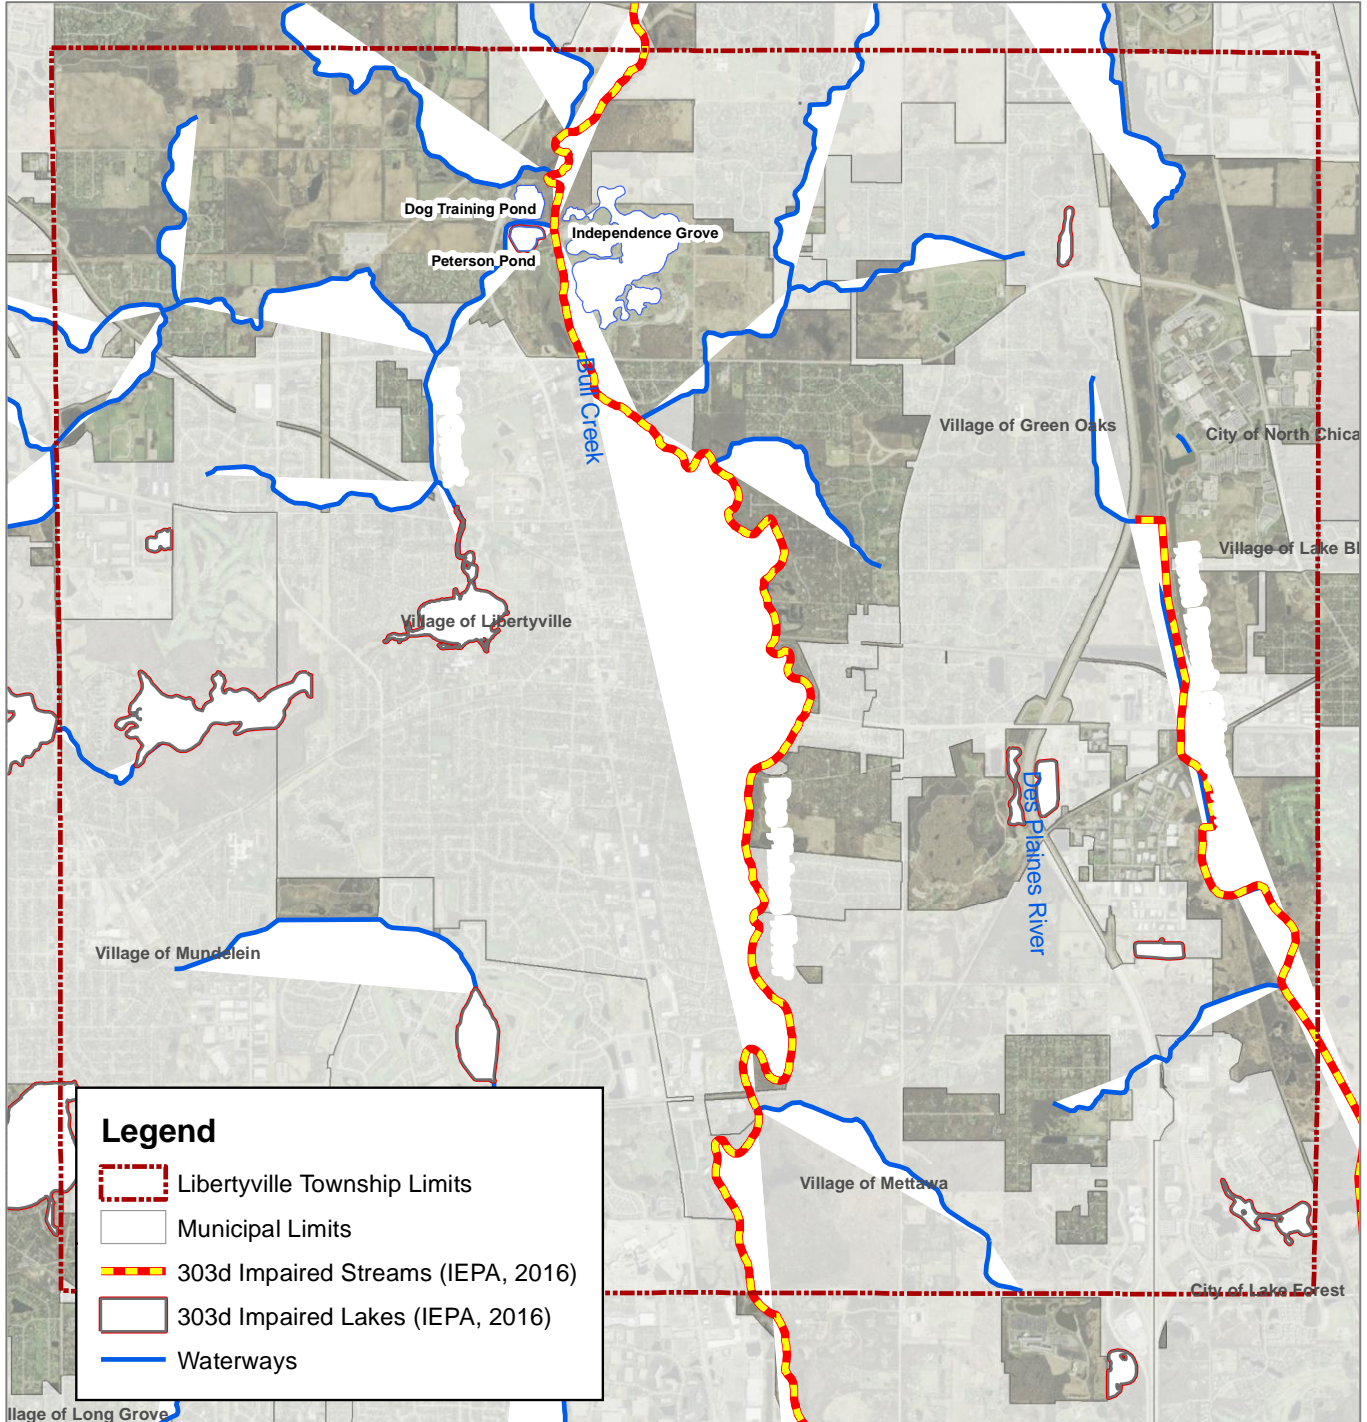 Dog Training Pond
Independence Grove
Peterson Pond
Bull Creek
Village of Green Oaks
City of North Chica
Village of Lake Bl
Village of Libertyville
Des Plaines River
Village of Mundelein
Village of Mettawa
City of Lake Forest
llage of Long Grove
Legend
Libertyville Township Limits
Municipal Limits
303d Impaired Streams (IEPA, 2016)
303d Impaired Lakes (IEPA, 2016)
Waterways